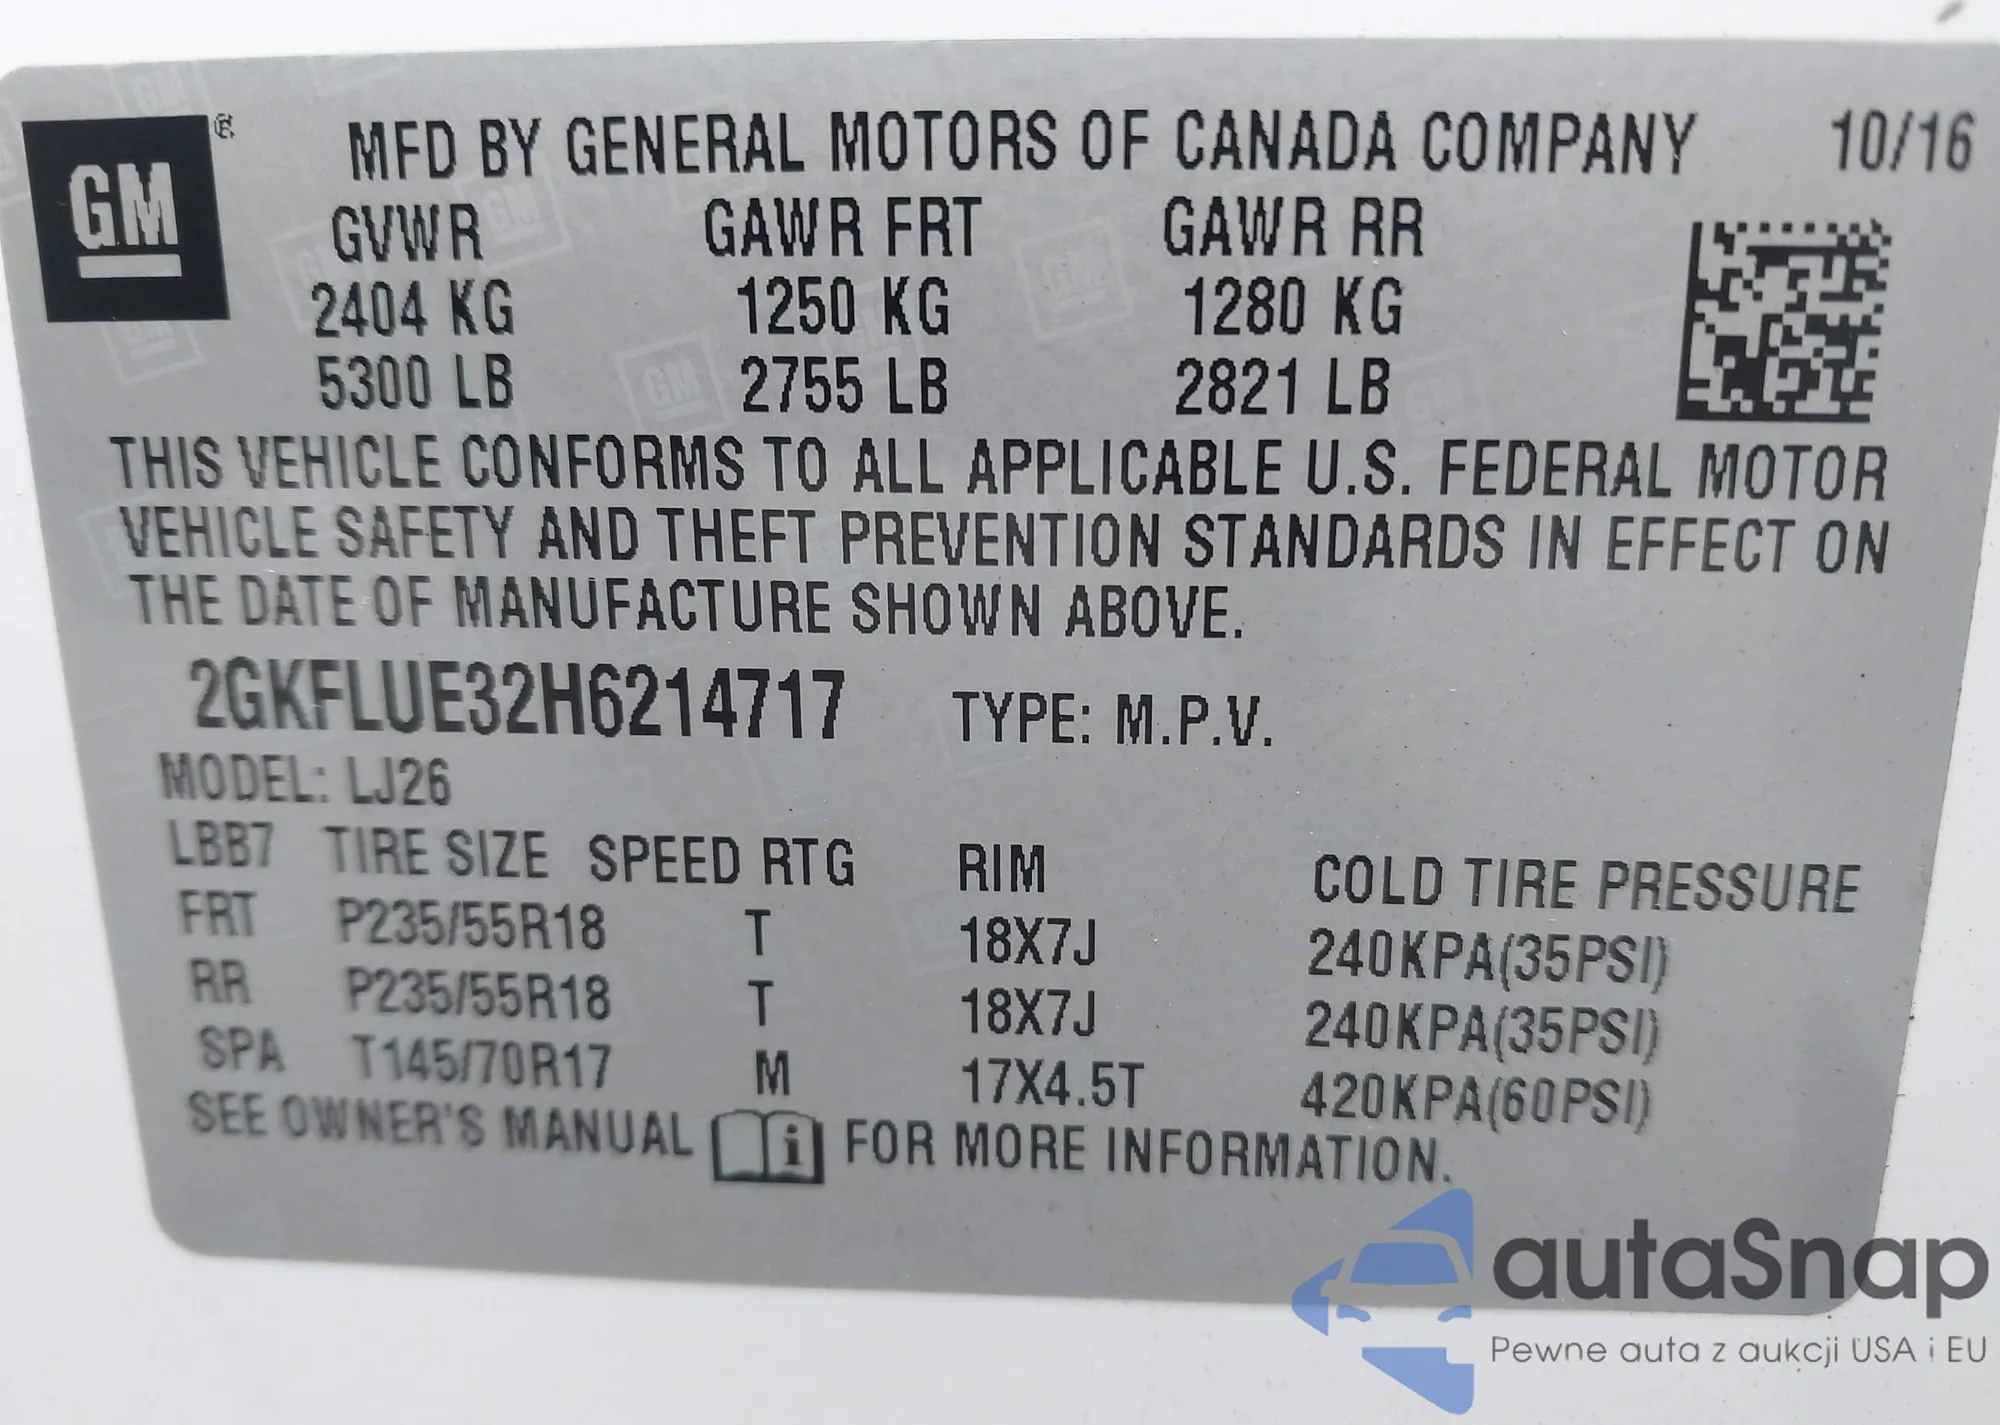 GM ®
MFD BY GENERAL MOTORS OF CANADA COMPANY 10/16
GVWR GAWR FRT GAWR RR
2404 KG 1250 KG 1280 KG
5300 LB 2755 LB 2821 LB
THIS VEHICLE CONFORMS TO ALL APPLICABLE U.S. FEDERAL MOTOR
VEHICLE SAFETY AND THEFT PREVENTION STANDARDS IN EFFECT ON
THE DATE OF MANUFACTURE SHOWN ABOVE.
2GKFLUE32H6214717 TYPE: M.P.V.
MODEL: LJ26
LBB7 TIRE SIZE SPEED RTG RIM COLD TIRE PRESSURE
FRT P235/55R18 T 18X7J 240KPA(35PSI)
RR P235/55R18 T 18X7J 240KPA(35PSI)
SPA T145/70R17 M 17X4.5T 420KPA(60PSI)
SEE OWNER'S MANUAL i FOR MORE INFORMATION.
autaSnap
Pewne auta z aukcji USA i EU